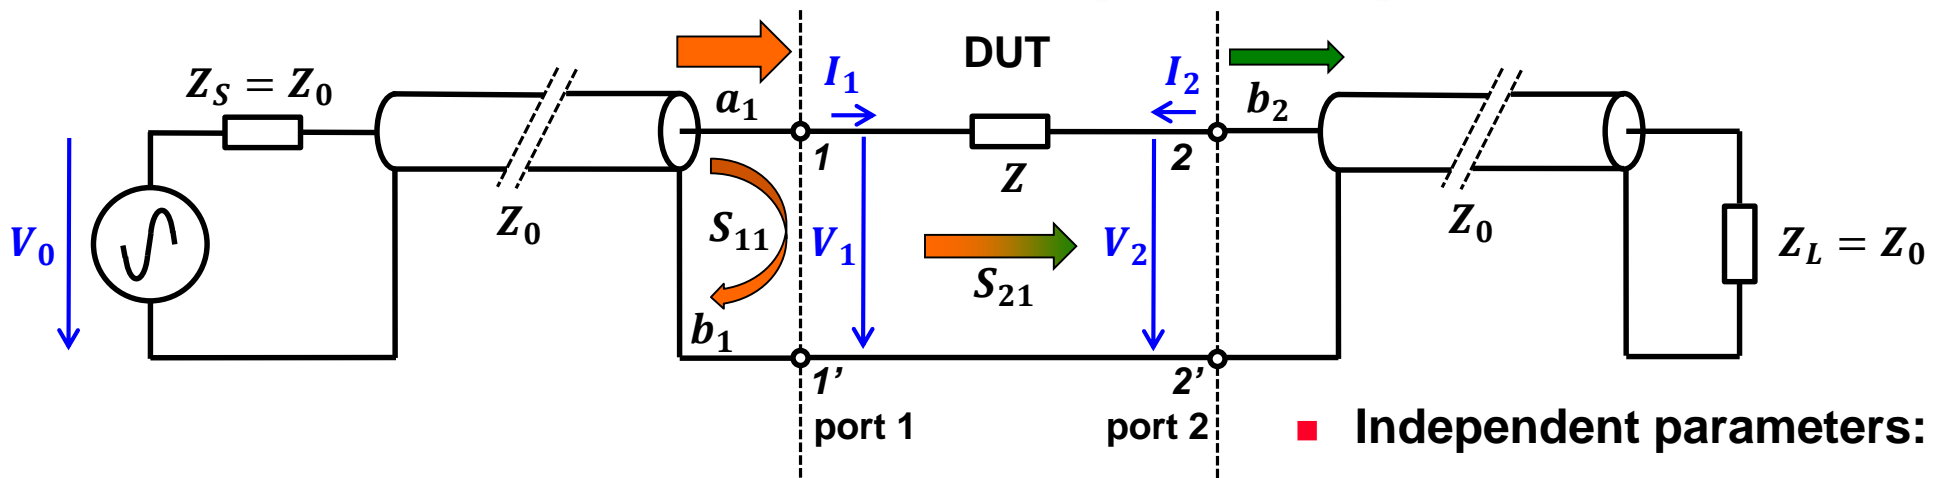 DUT
Z_S = Z_0
a_1
I_1
I_2
b_2
1
2
Z
Z_0
Z_0
V_0
S_11
V_1
S_21
V_2
Z_L = Z_0
b_1
1'
2'
port 1
port 2
Independent parameters: